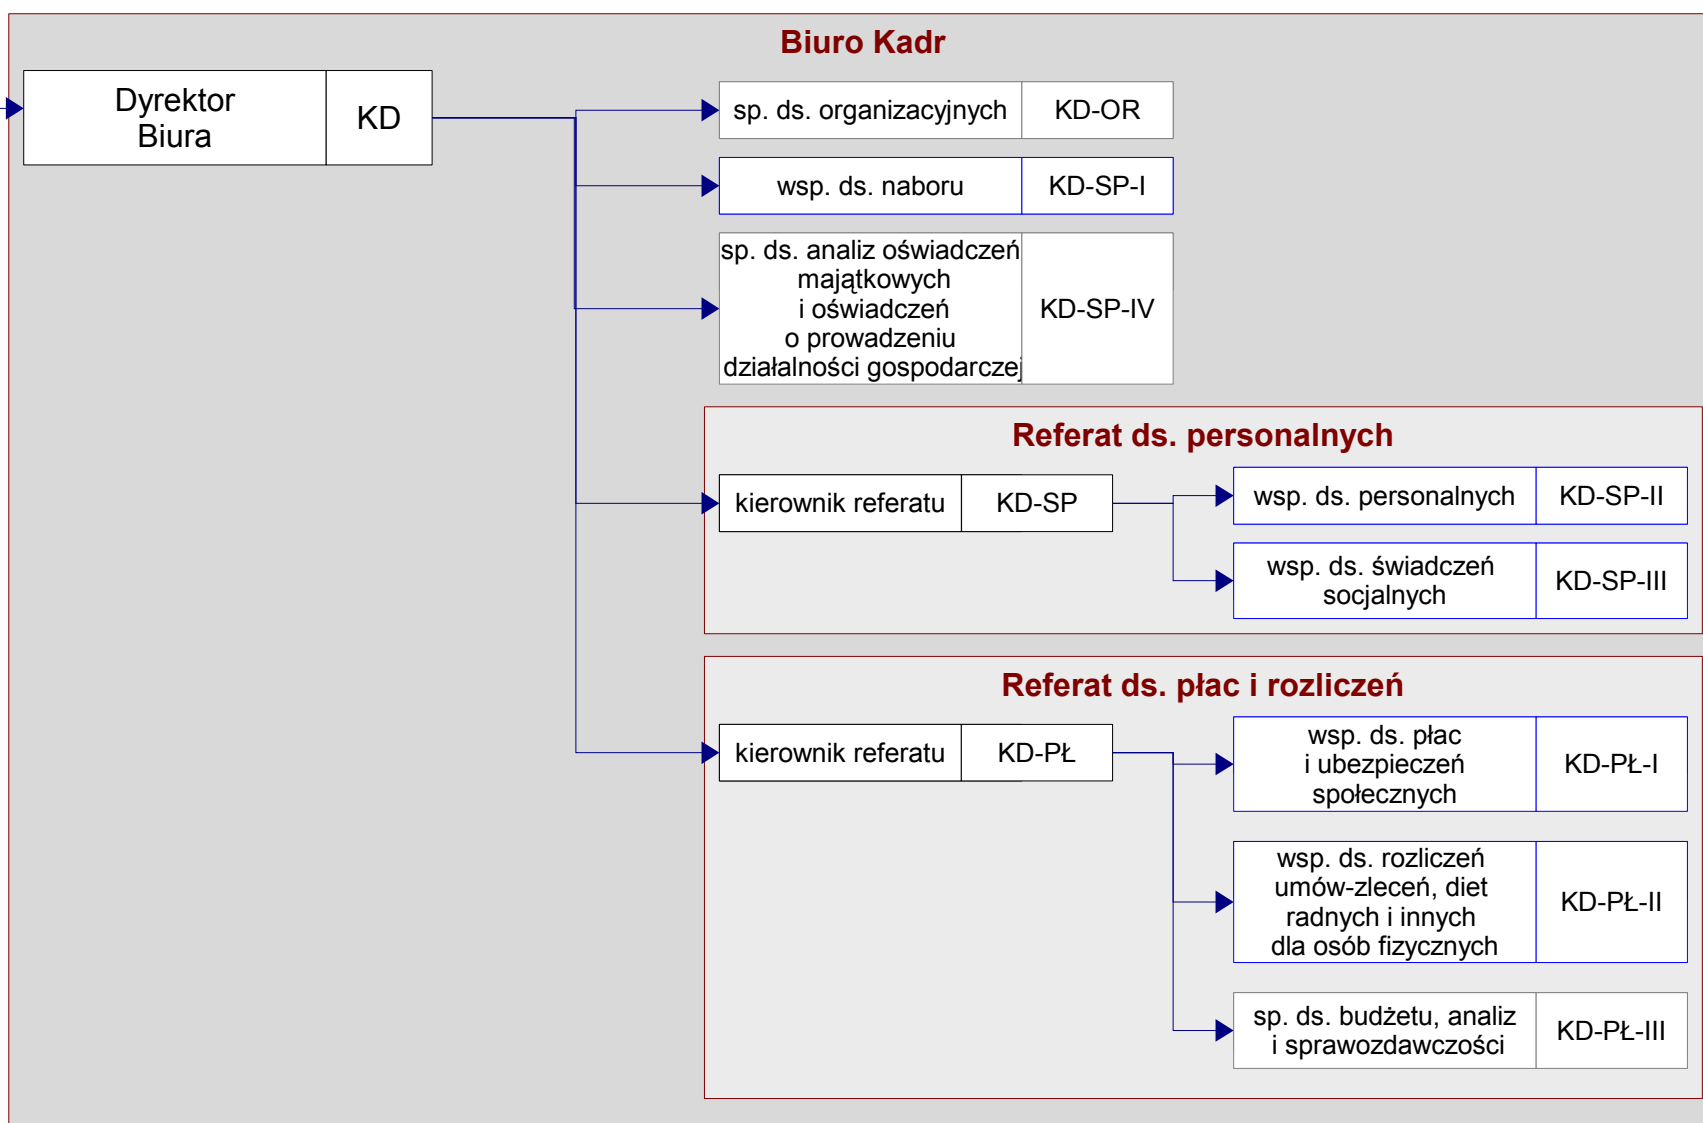 Biuro Kadr
Dyrektor
Biura
KD
sp. ds. organizacyjnych
KD-OR
wsp. ds. naboru
KD-SP-I
sp. ds. analiz oświadczeń
majątkowych
i oświadczeń
o prowadzeniu
działalności gospodarczej
KD-SP-IV
Referat ds. personalnych
kierownik referatu
KD-SP
wsp. ds. personalnych
KD-SP-II
wsp. ds. świadczeń
socjalnych
KD-SP-III
Referat ds. płac i rozliczeń
kierownik referatu
KD-PŁ
wsp. ds. płac
i ubezpieczeń
społecznych
KD-PŁ-I
wsp. ds. rozliczeń
umów-zleceń, diet
radnych i innych
dla osób fizycznych
KD-PŁ-II
sp. ds. budżetu, analiz
i sprawozdawczości
KD-PŁ-III